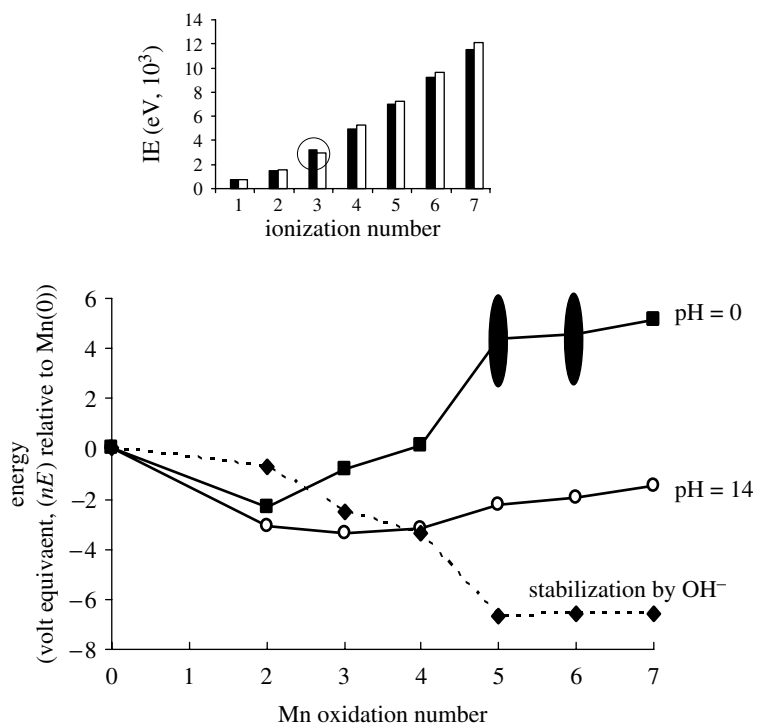 IE (eV, 10³)
14
12
10
8
6
4
2
0
1 2 3 4 5 6 7
ionization number
energy
(volt equivaent, (nE) relative to Mn(0))
6
4
2
0
−2
−4
−6
−8
pH = 0
pH = 14
stabilization by OH⁻
0 1 2 3 4 5 6 7
Mn oxidation number